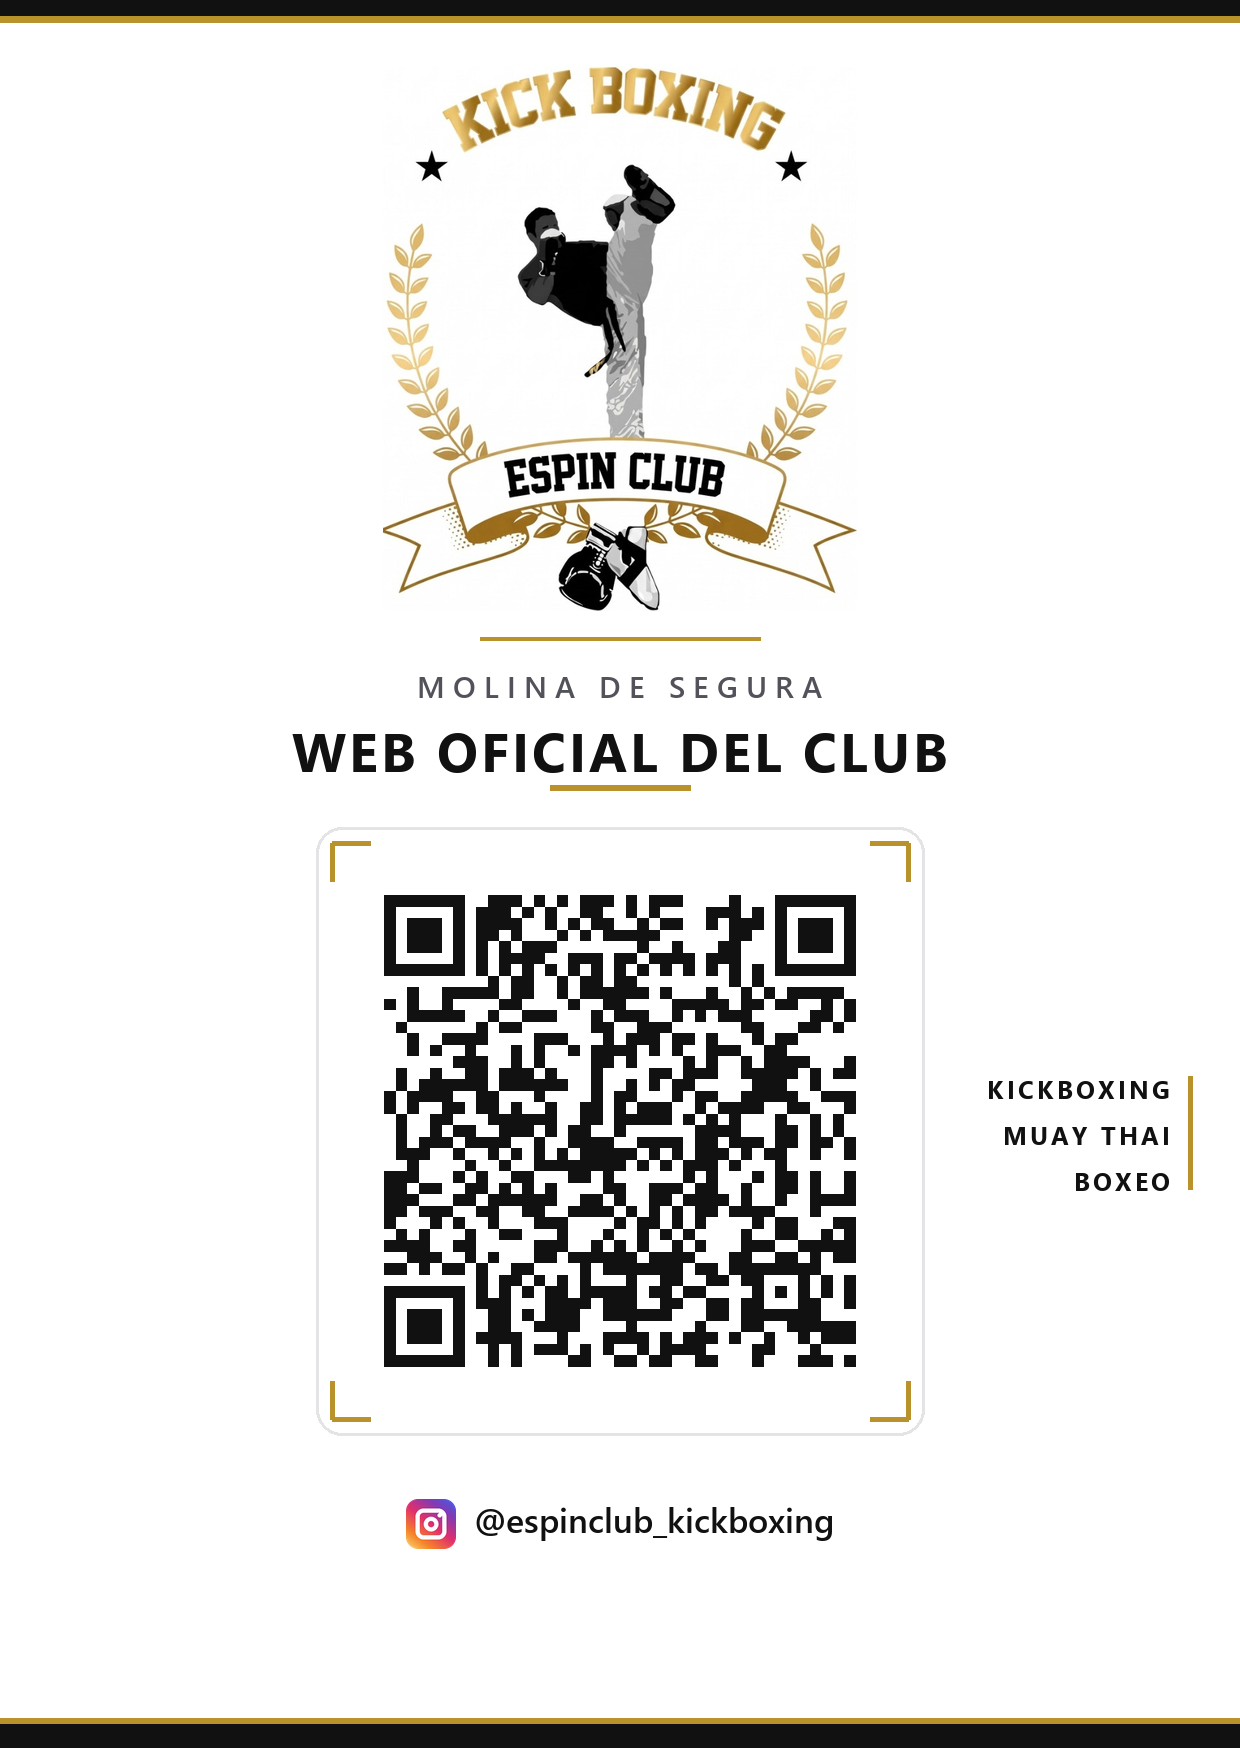 KICK BOXING
ESPIN CLUB
MOLINA DE SEGURA
WEB OFICIAL DEL CLUB
KICKBOXING
MUAY THAI
BOXEO
@espinclub_kickboxing